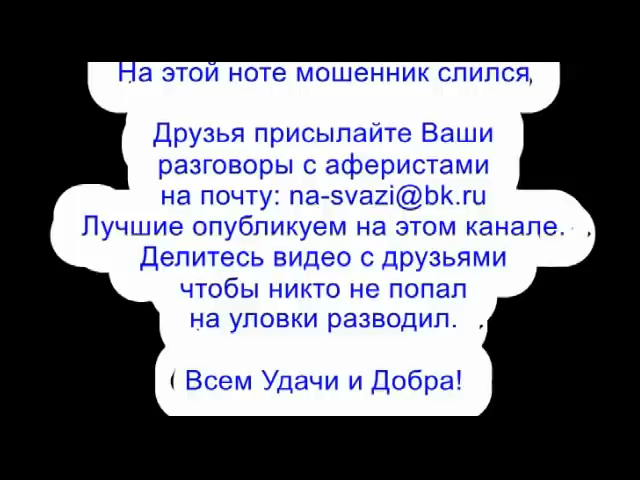 На этой ноте мошенник слился
Друзья присылайте Ваши
разговоры с аферистами
на почту: na-svazi@bk.ru
Лучшие опубликуем на этом канале.
Делитесь видео с друзьями
чтобы никто не попал
на уловки разводил.
Всем Удачи и Добра!